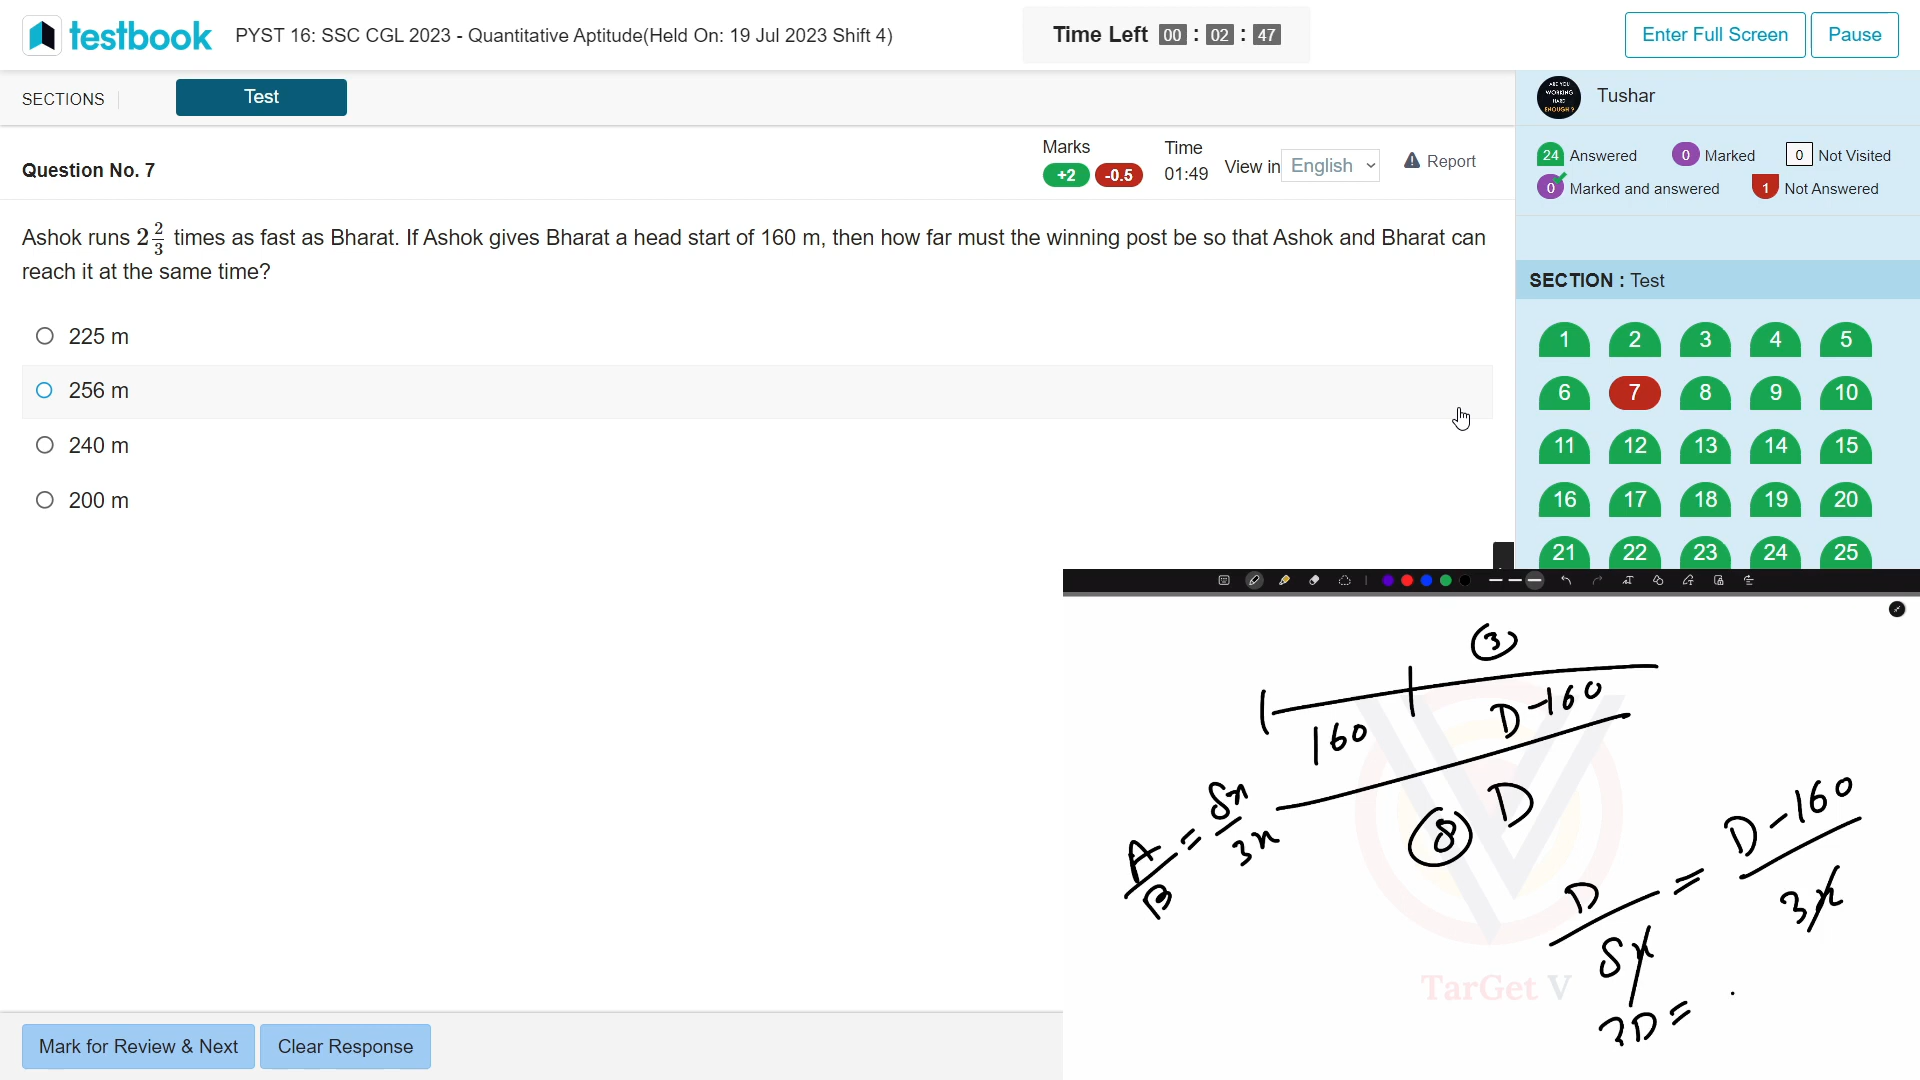 testbook PYST 16: SSC CGL 2023 - Quantitative Aptitude(Held On: 19 Jul 2023 Shift 4) Time Left 00 : 02 : 47 Enter Full Screen Pause
SECTIONS Test
Question No. 7 Marks +2 -0.5 Time 01:49 View in English Report
Ashok runs 2 2/3 times as fast as Bharat. If Ashok gives Bharat a head start of 160 m, then how far must the winning post be so that Ashok and Bharat can
reach it at the same time?
225 m
256 m
240 m
200 m
Mark for Review & Next Clear Response
ARE YOU
WORKING
HARD
ENOUGH ?
Tushar
24 Answered 0 Marked 0 Not Visited
0 Marked and answered 1 Not Answered
SECTION : Test
1 2 3 4 5
6 7 8 9 10
11 12 13 14 15
16 17 18 19 20
21 22 23 24 25
3
160 D-160
A/B = 8x/3x
8 D
D/8x = D-160/3x
3D =
TarGet V